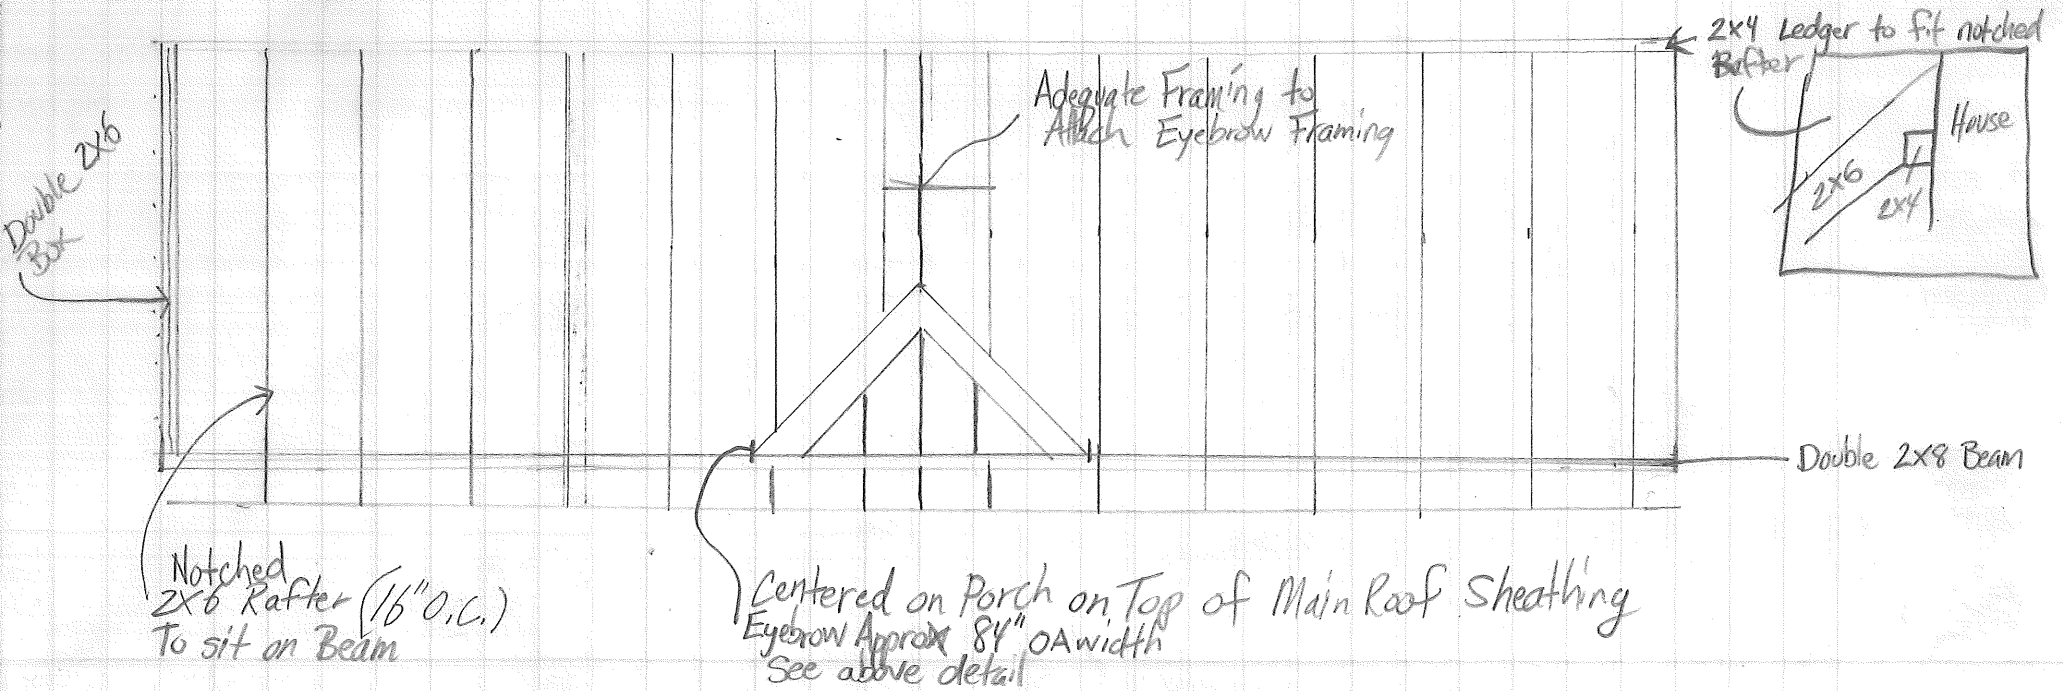 2x4 Ledger to fit notched
Rafter
House
2x6
2x4
Adequate Framing to
Attach Eyebrow Framing
Double 2x6
Box
Double 2x8 Beam
Notched
2x6 Rafter (16" O.C.)
To sit on Beam
Centered on Porch on Top of Main Roof Sheathing
Eyebrow Approx 84" OA width
See above detail